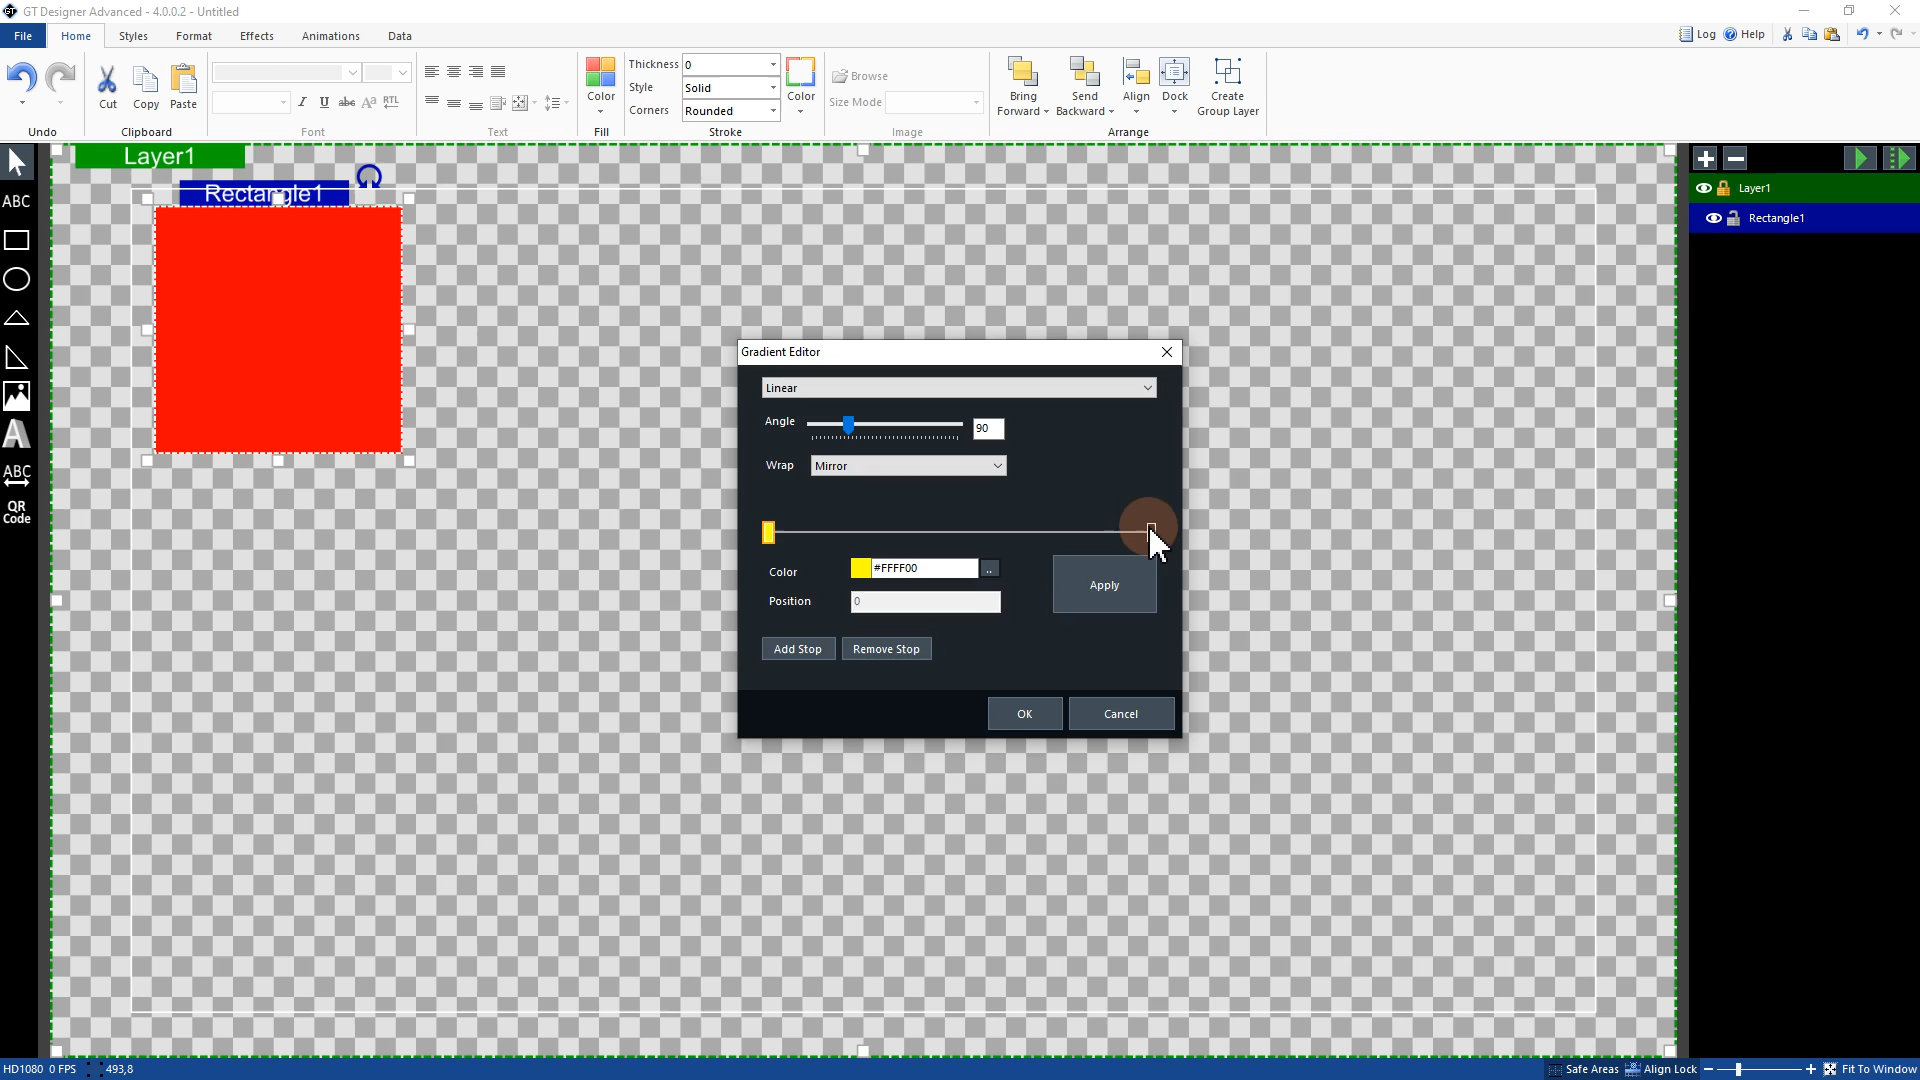 GT Designer Advanced - 4.0.0.2 - Untitled
File Home Styles Format Effects Animations Data
Log Help
Thickness 0
Style Solid
Corners Rounded
Cut Copy Paste
RTL
Color
Color
Browse
Size Mode
Bring Forward
Send Backward
Align
Dock
Create Group Layer
Undo Clipboard Font Text Fill Stroke Image Arrange
Layer1
Rectangle1
Layer1
Rectangle1
ABC
ABC
QR
Code
Gradient Editor
Linear
Angle 90
Wrap Mirror
Color #FFFF00 ..
Position 0
Apply
Add Stop Remove Stop
OK Cancel
HD1080 0 FPS 493,8
Safe Areas Align Lock Fit To Window